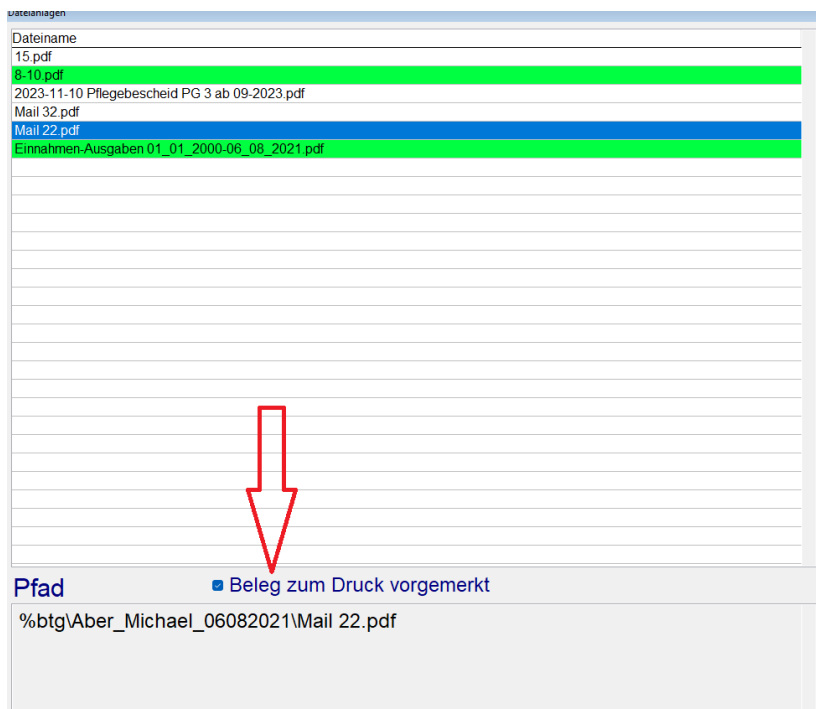 Dateianlagen
Dateiname
15.pdf
8-10.pdf
2023-11-10 Pflegebescheid PG 3 ab 09-2023.pdf
Mail 32.pdf
Mail 22.pdf
Einnahmen-Ausgaben 01_01_2000-06_08_2021.pdf
Pfad
Beleg zum Druck vorgemerkt
%btg\Aber_Michael_06082021\Mail 22.pdf